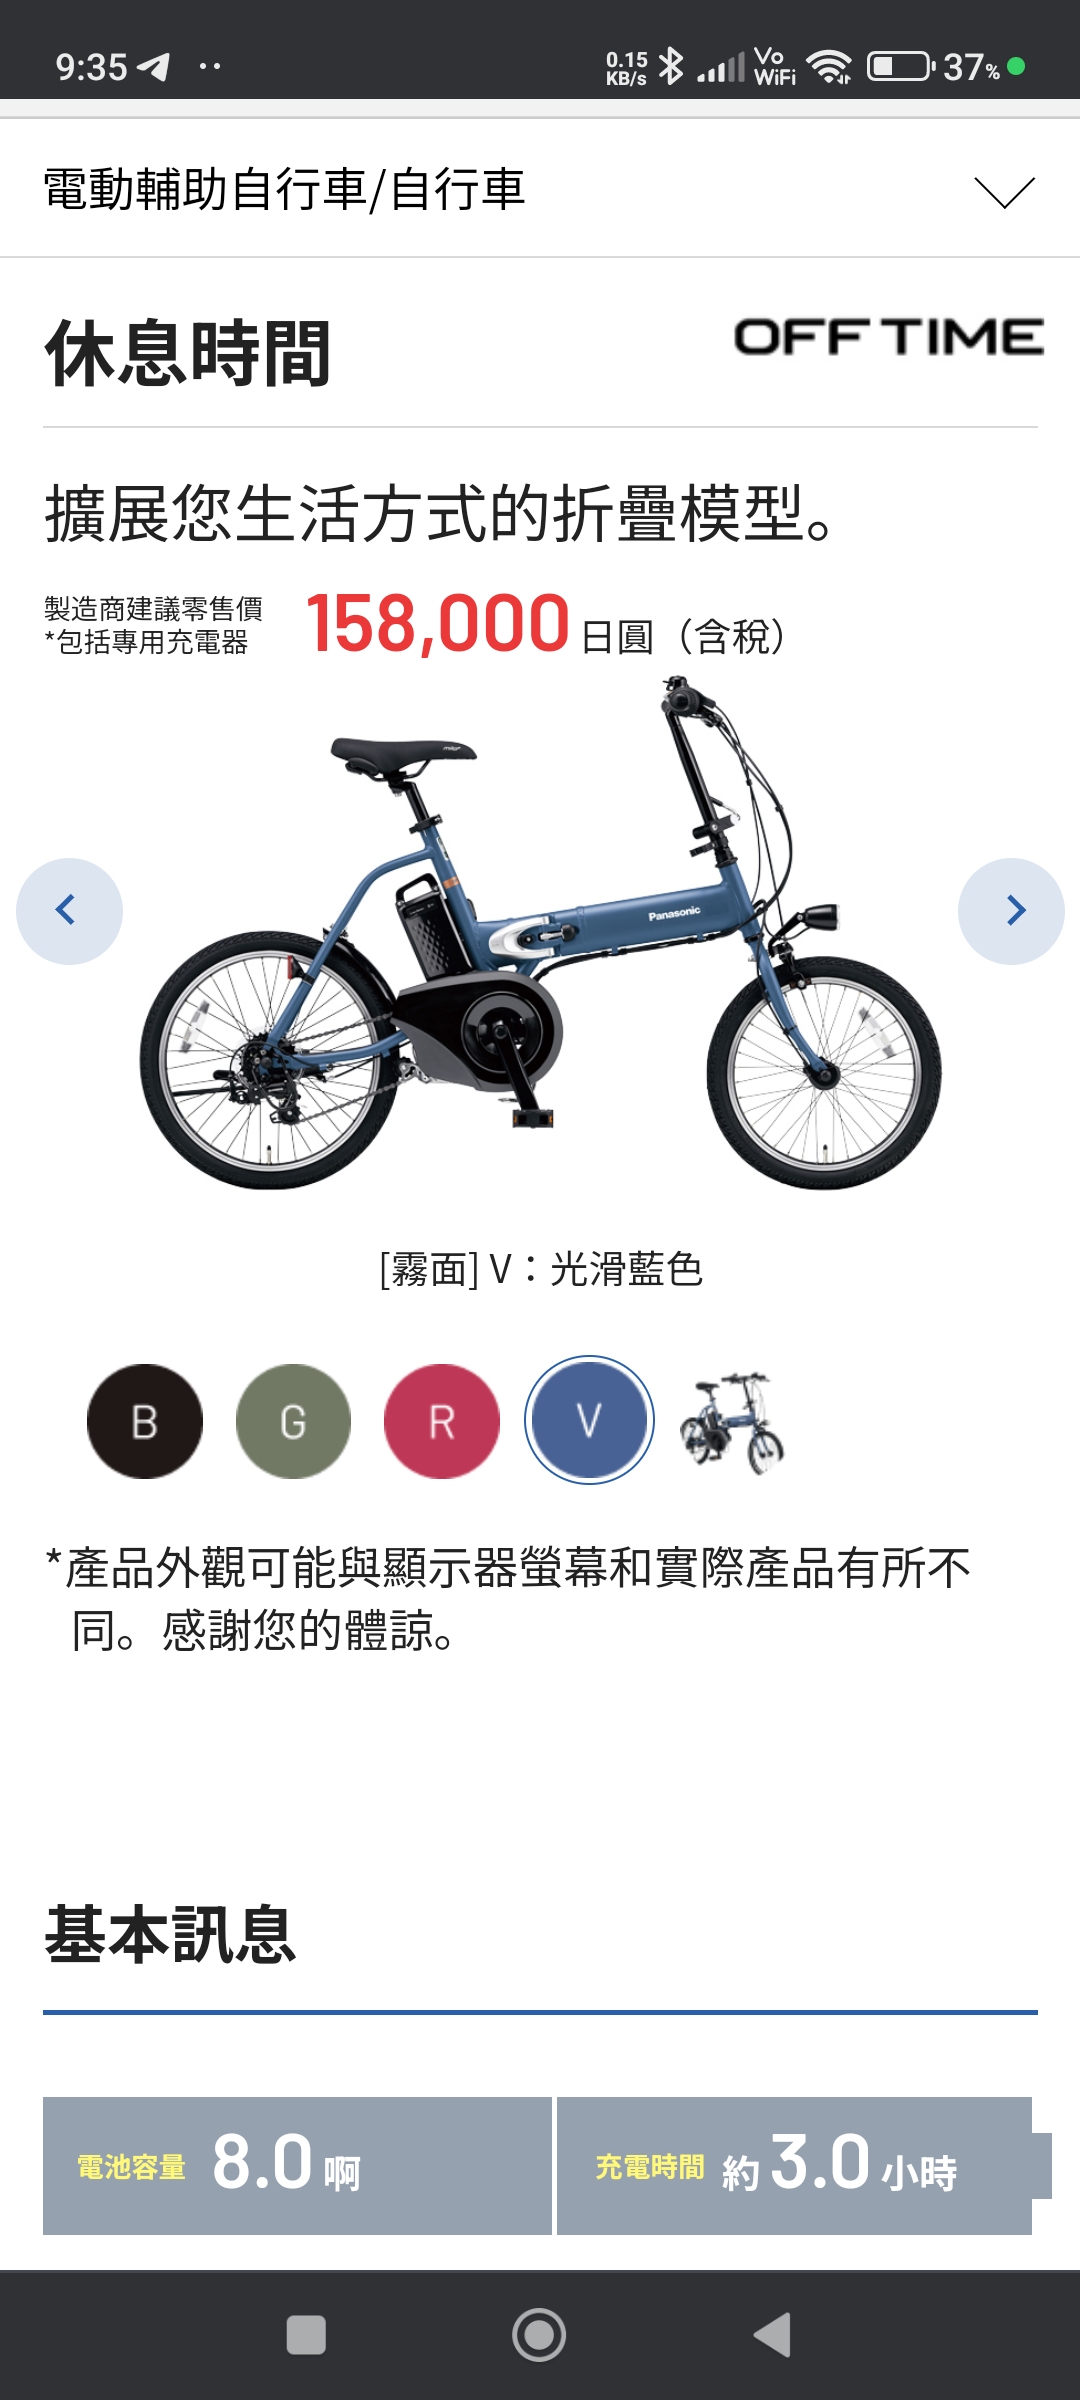 9:35
0.15 KB/s Vo WiFi 37%
電動輔助自行車/自行車
休息時間
OFF TIME
擴展您生活方式的折疊模型。
製造商建議零售價
*包括專用充電器
158,000 日圓（含稅）
Panasonic
[霧面] V：光滑藍色
B G R V
*產品外觀可能與顯示器螢幕和實際產品有所不
同。感謝您的體諒。
基本訊息
電池容量 8.0 啊
充電時間 約 3.0 小時